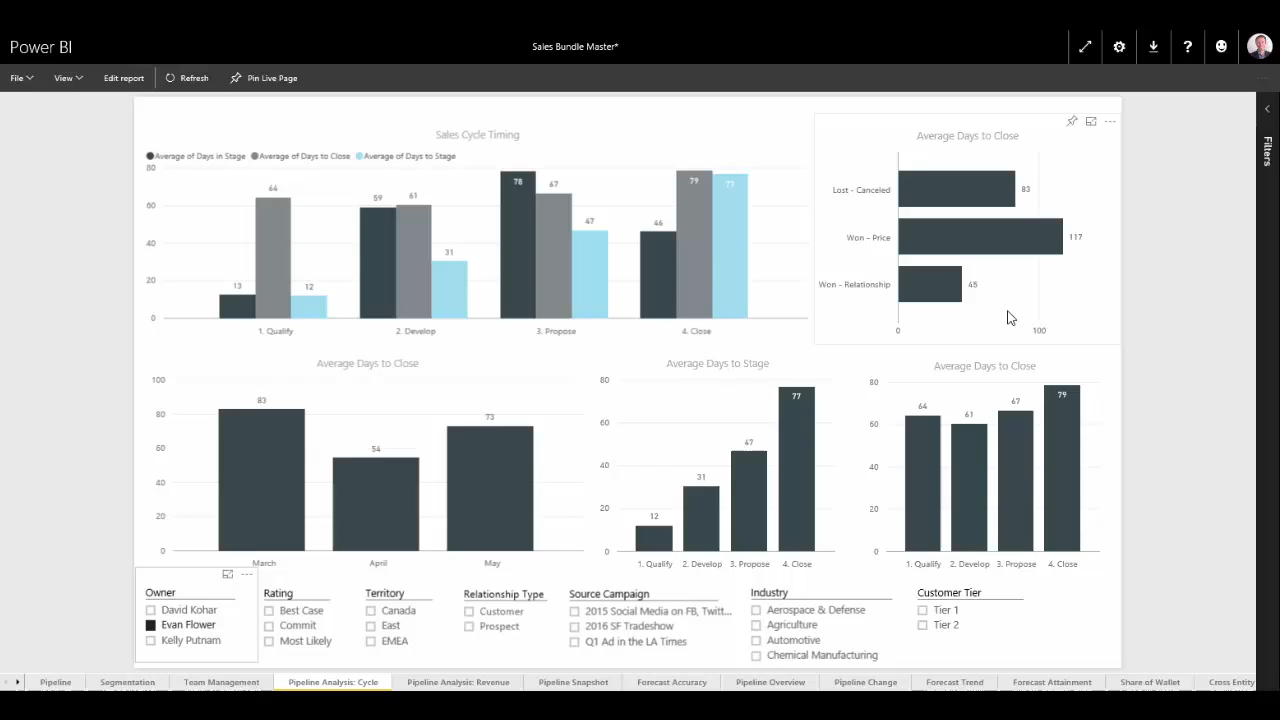 Power BI
Sales Bundle Master*
?
File View Edit report Refresh Pin Live Page
Filters
Sales Cycle Timing
Average of Days in Stage Average of Days to Close Average of Days to Stage
80
60
40
20
0
13 64 12
59 61 31
78 67 47
46 79 77
1. Qualify 2. Develop 3. Propose 4. Close
Average Days to Close
Lost - Canceled 83
Won - Price 117
Won - Relationship 45
0 100
Average Days to Close
100
80
60
40
20
0
83 54 73
March April May
Average Days to Stage
80
60
40
20
0
12 31 47 77
1. Qualify 2. Develop 3. Propose 4. Close
Average Days to Close
80
60
40
20
0
64 61 67 79
1. Qualify 2. Develop 3. Propose 4. Close
Owner
David Kohar
Evan Flower
Kelly Putnam
Rating
Best Case
Commit
Most Likely
Territory
Canada
East
EMEA
Relationship Type
Customer
Prospect
Source Campaign
2015 Social Media on FB, Twitt...
2016 SF Tradeshow
Q1 Ad in the LA Times
Industry
Aerospace & Defense
Agriculture
Automotive
Chemical Manufacturing
Customer Tier
Tier 1
Tier 2
Pipeline Segmentation Team Management Pipeline Analysis: Cycle Pipeline Analysis: Revenue Pipeline Snapshot Forecast Accuracy Pipeline Overview Pipeline Change Forecast Trend Forecast Attainment Share of Wallet Cross Entity